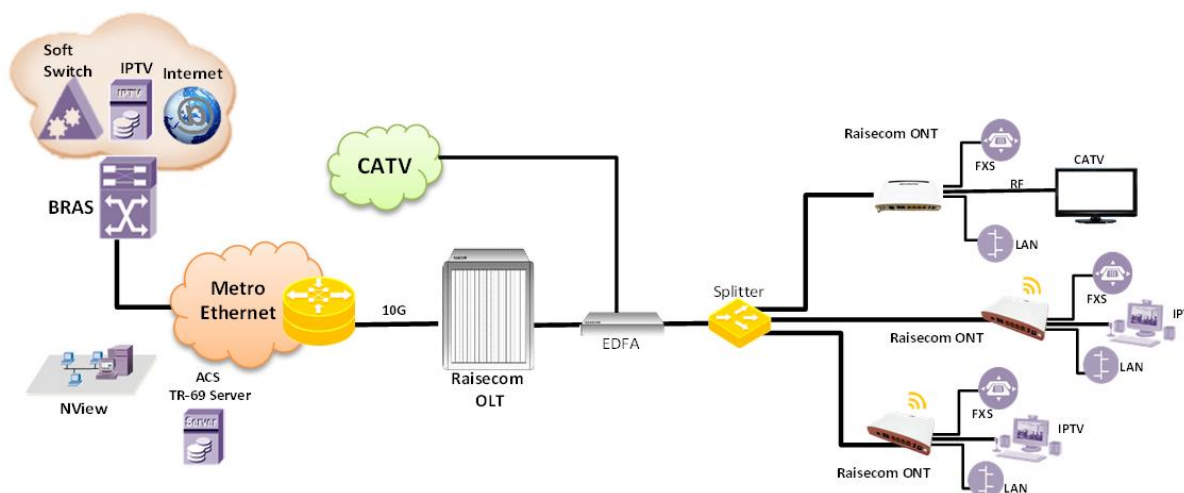 Soft
Switch
IPTV
Internet
IPTV
BRAS
CATV
Metro
Ethernet
10G
Raisecom
OLT
EDFA
Splitter
NView
ACS
TR-69 Server
Server
Raisecom ONT
FXS
RF
CATV
LAN
Raisecom ONT
FXS
IPT
LAN
Raisecom ONT
FXS
IPTV
LAN